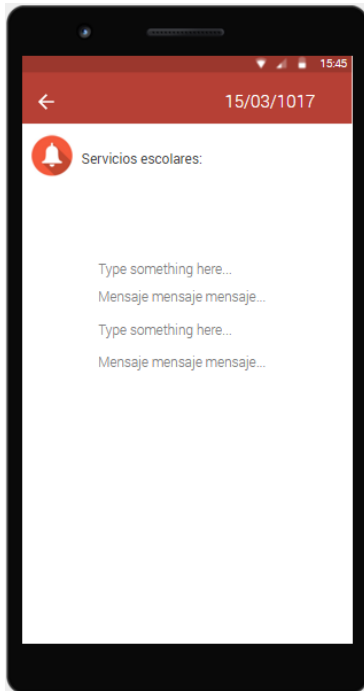 15:45
15/03/1017
Servicios escolares:
Type something here...
Mensaje mensaje mensaje...
Type something here...
Mensaje mensaje mensaje...